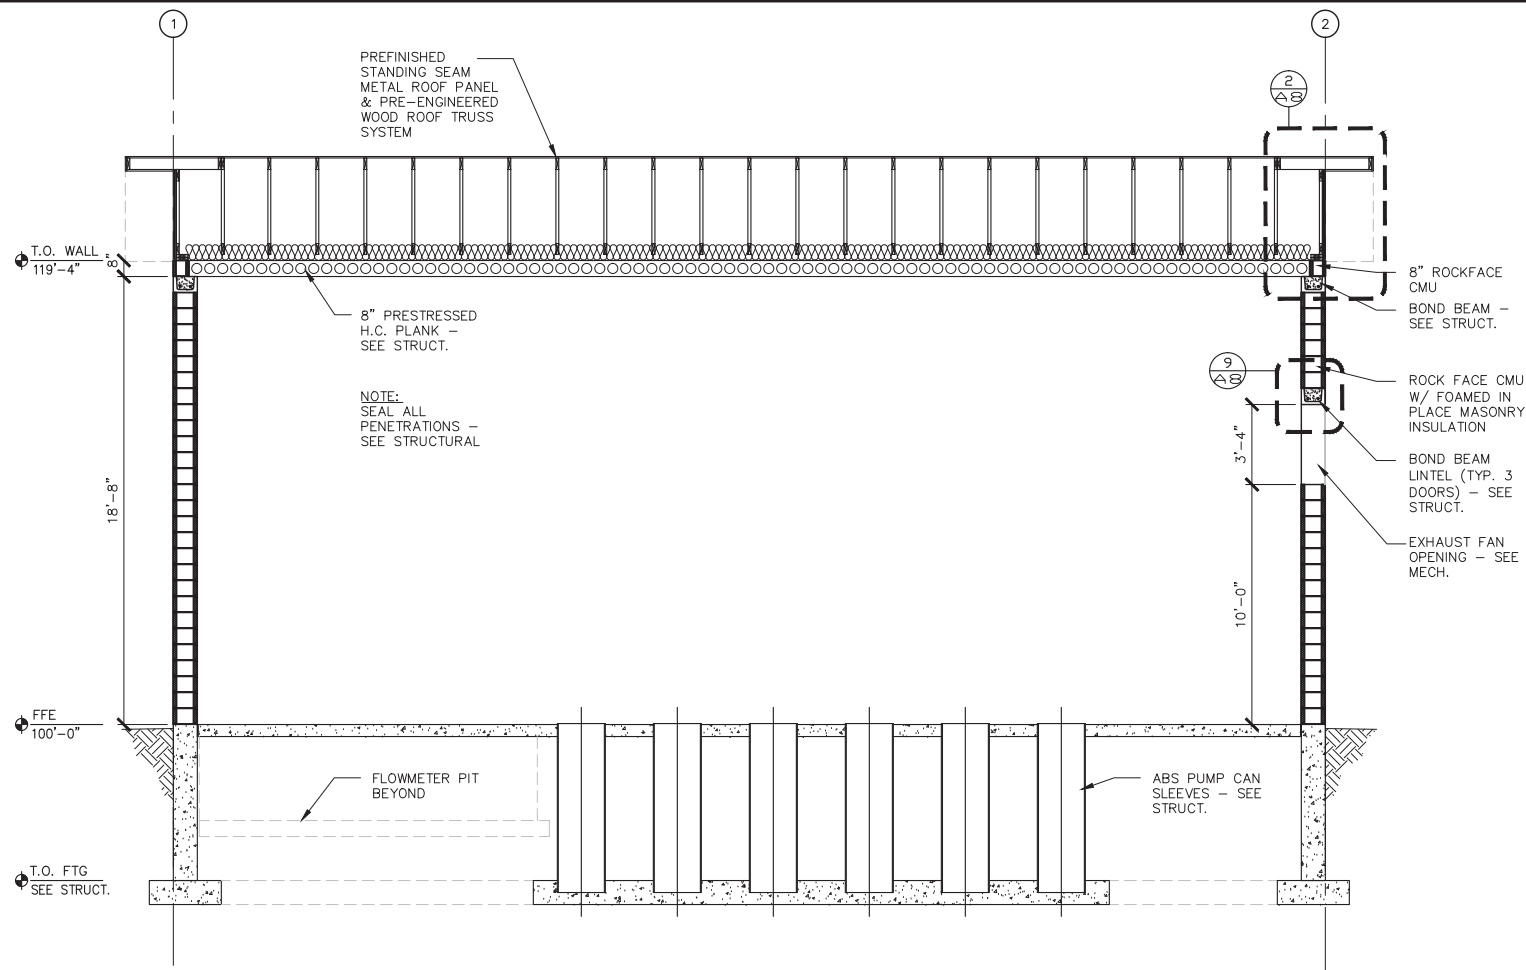 1
2
PREFINISHED
STANDING SEAM
METAL ROOF PANEL
& PRE-ENGINEERED
WOOD ROOF TRUSS
SYSTEM
2
A8
T.O. WALL
119'-4"
8"
8" ROCKFACE
CMU
BOND BEAM -
SEE STRUCT.
8" PRESTRESSED
H.C. PLANK -
SEE STRUCT.
NOTE:
SEAL ALL
PENETRATIONS -
SEE STRUCTURAL
9
A8
ROCK FACE CMU
W/ FOAMED IN
PLACE MASONRY
INSULATION
3'-4"
BOND BEAM
LINTEL (TYP. 3
DOORS) - SEE
STRUCT.
18'-8"
EXHAUST FAN
OPENING - SEE
MECH.
10'-0"
FFE
100'-0"
FLOWMETER PIT
BEYOND
ABS PUMP CAN
SLEEVES - SEE
STRUCT.
T.O. FTG
SEE STRUCT.